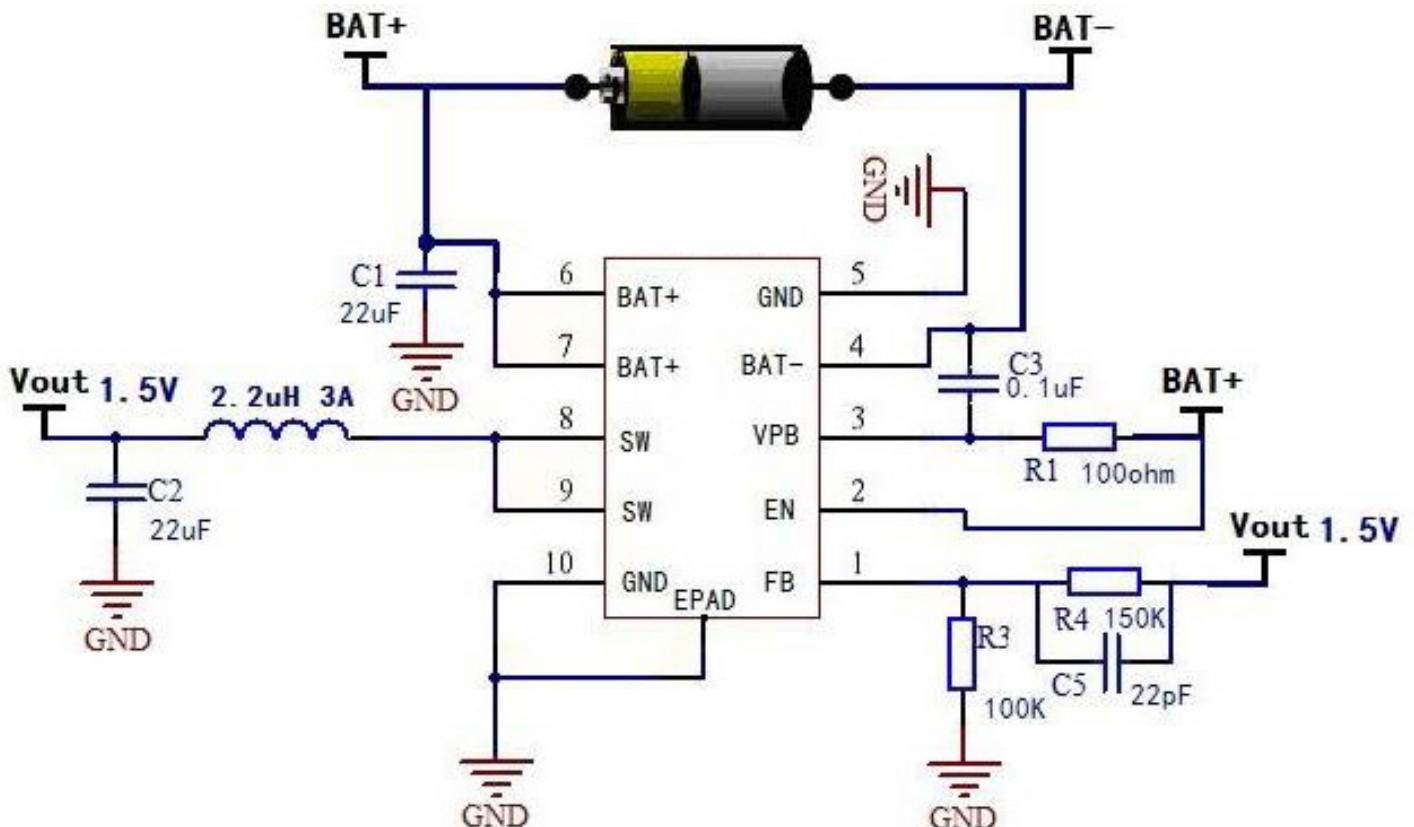 BAT+
BAT-
GND
C1
22uF
GND
6
BAT+
GND
5
7
BAT+
BAT-
4
C3
0.1uF
BAT+
Vout 1.5V
2.2uH 3A
8
SW
VPB
3
R1 100ohm
C2
22uF
9
SW
EN
2
Vout 1.5V
GND
10
GND
EPAD
FB
1
R3
100K
R4 150K
C5
22pF
GND
GND